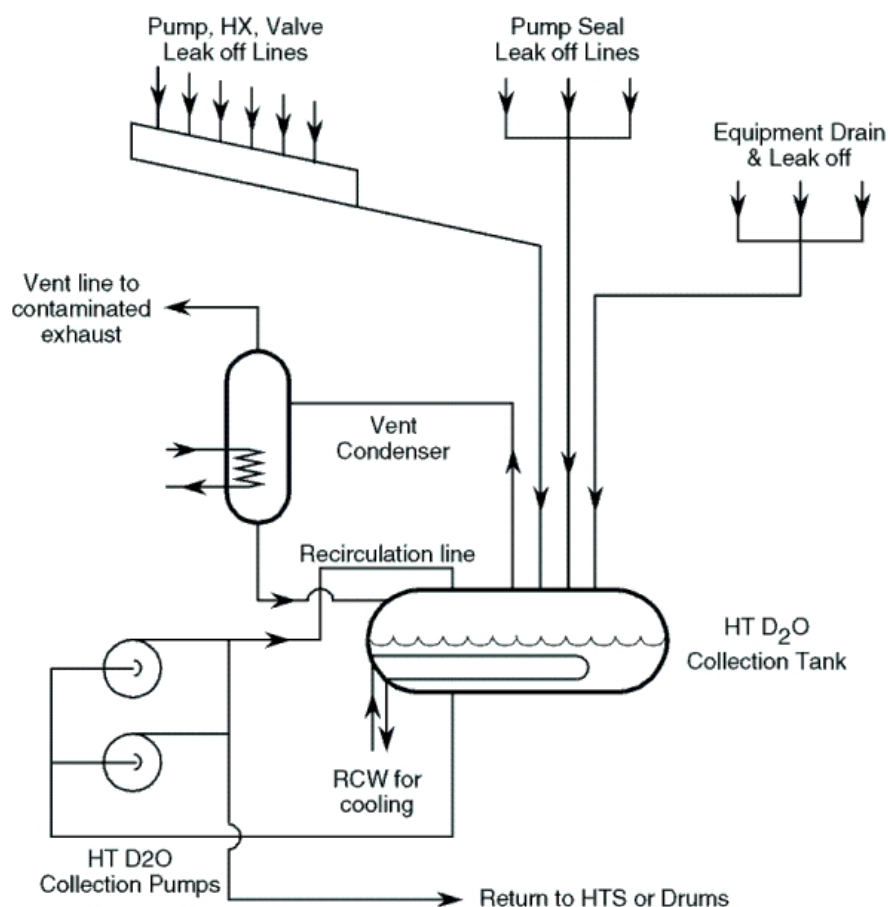 Pump, HX, Valve
Leak off Lines
Pump Seal
Leak off Lines
Equipment Drain
& Leak off
Vent line to
contaminated
exhaust
Vent
Condenser
Recirculation line
HT D₂O
Collection Tank
RCW for
cooling
HT D2O
Collection Pumps
Return to HTS or Drums